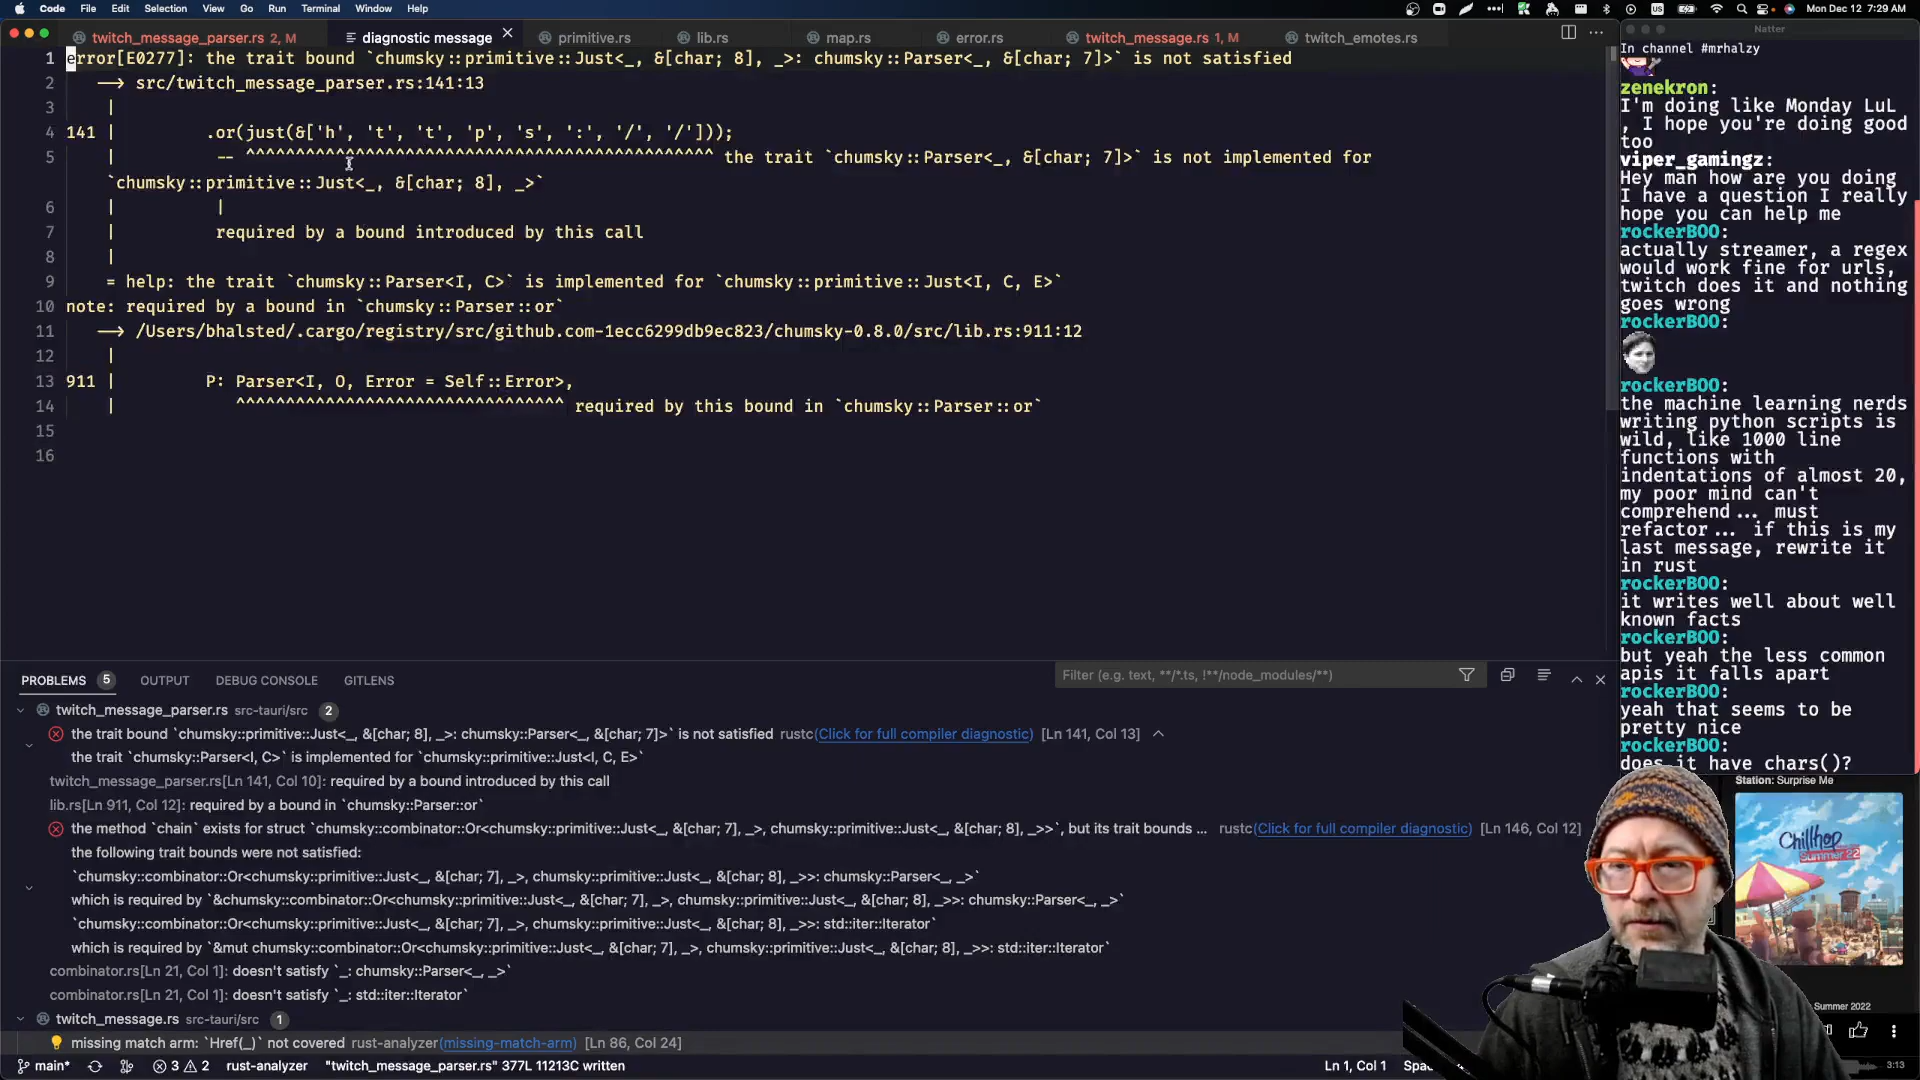 Code File Edit Selection View Go Run Terminal Window Help
Mon Dec 12 7:29 AM
twitch_message_parser.rs 2, M
diagnostic message
primitive.rs
lib.rs
map.rs
error.rs
twitch_message.rs 1, M
twitch_emotes.rs
1 error[E0277]: the trait bound `chumsky::primitive::Just<_, &[char; 8], _>: chumsky::Parser<_, &[char; 7]>` is not satisfied
2 --> src/twitch_message_parser.rs:141:13
3 |
4 141 | .or(just(&['h', 't', 't', 'p', 's', ':', '/', '/']));
5 | -- ^^^^^^^^^^^^^^^^^^^^^^^^^^^^^^^^^^^^^^^^^^^^^^^ the trait `chumsky::Parser<_, &[char; 7]>` is not implemented for
`chumsky::primitive::Just<_, &[char; 8], _>`
6 | |
7 | required by a bound introduced by this call
8 |
9 = help: the trait `chumsky::Parser<I, C>` is implemented for `chumsky::primitive::Just<I, C, E>`
10 note: required by a bound in `chumsky::Parser::or`
11 --> /Users/bhalsted/.cargo/registry/src/github.com-1ecc6299db9ec823/chumsky-0.8.0/src/lib.rs:911:12
12 |
13 911 | P: Parser<I, O, Error = Self::Error>,
14 | ^^^^^^^^^^^^^^^^^^^^^^^^^^^^^^^^^ required by this bound in `chumsky::Parser::or`
15
16
PROBLEMS 5 OUTPUT DEBUG CONSOLE GITLENS
Filter (e.g. text, **/*.ts, !**/node_modules/**)
twitch_message_parser.rs src-tauri/src 2
the trait bound `chumsky::primitive::Just<_, &[char; 8], _>: chumsky::Parser<_, &[char; 7]>` is not satisfied rustc(Click for full compiler diagnostic) [Ln 141, Col 13]
the trait `chumsky::Parser<I, C>` is implemented for `chumsky::primitive::Just<I, C, E>`
twitch_message_parser.rs[Ln 141, Col 10]: required by a bound introduced by this call
lib.rs[Ln 911, Col 12]: required by a bound in `chumsky::Parser::or`
the method `chain` exists for struct `chumsky::combinator::Or<chumsky::primitive::Just<_, &[char; 7], _>, chumsky::primitive::Just<_, &[char; 8], _>>`, but its trait bounds ... rustc(Click for full compiler diagnostic) [Ln 146, Col 12]
the following trait bounds were not satisfied:
`chumsky::combinator::Or<chumsky::primitive::Just<_, &[char; 7], _>, chumsky::primitive::Just<_, &[char; 8], _>>: chumsky::Parser<_, _>`
which is required by `&chumsky::combinator::Or<chumsky::primitive::Just<_, &[char; 7], _>, chumsky::primitive::Just<_, &[char; 8], _>>: chumsky::Parser<_, _>`
`chumsky::combinator::Or<chumsky::primitive::Just<_, &[char; 7], _>, chumsky::primitive::Just<_, &[char; 8], _>>: std::iter::Iterator`
which is required by `&mut chumsky::combinator::Or<chumsky::primitive::Just<_, &[char; 7], _>, chumsky::primitive::Just<_, &[char; 8], _>>: std::iter::Iterator`
combinator.rs[Ln 21, Col 1]: doesn't satisfy `_: chumsky::Parser<_, _>`
combinator.rs[Ln 21, Col 1]: doesn't satisfy `_: std::iter::Iterator`
twitch_message.rs src-tauri/src 1
missing match arm: `Href(_)` not covered rust-analyzer(missing-match-arm) [Ln 86, Col 24]
main* 3 2 rust-analyzer "twitch_message_parser.rs" 377L 11213C written
Ln 1, Col 1
Natter
In channel #mrhalzy
zenekron:
I'm doing like Monday LuL
, I hope you're doing good
too
viper_gamingz:
Hey man how are you doing
I have a question I really
hope you can help me
rockerBOO:
actually streamer, a regex
would work fine for urls,
twitch does it and nothing
goes wrong
rockerBOO:
rockerBOO:
the machine learning nerds
writing python scripts is
wild, like 1000 line
functions with
indentations of almost 20,
my poor mind can't
comprehend... must
refactor... if this is my
last message, rewrite it
in rust
rockerBOO:
it writes well about well
known facts
rockerBOO:
but yeah the less common
apis it falls apart
rockerBOO:
yeah that seems to be
pretty nice
rockerBOO:
does it have chars()?
Station: Surprise Me
Chillhop
Summer 22
Summer 2022
3:13